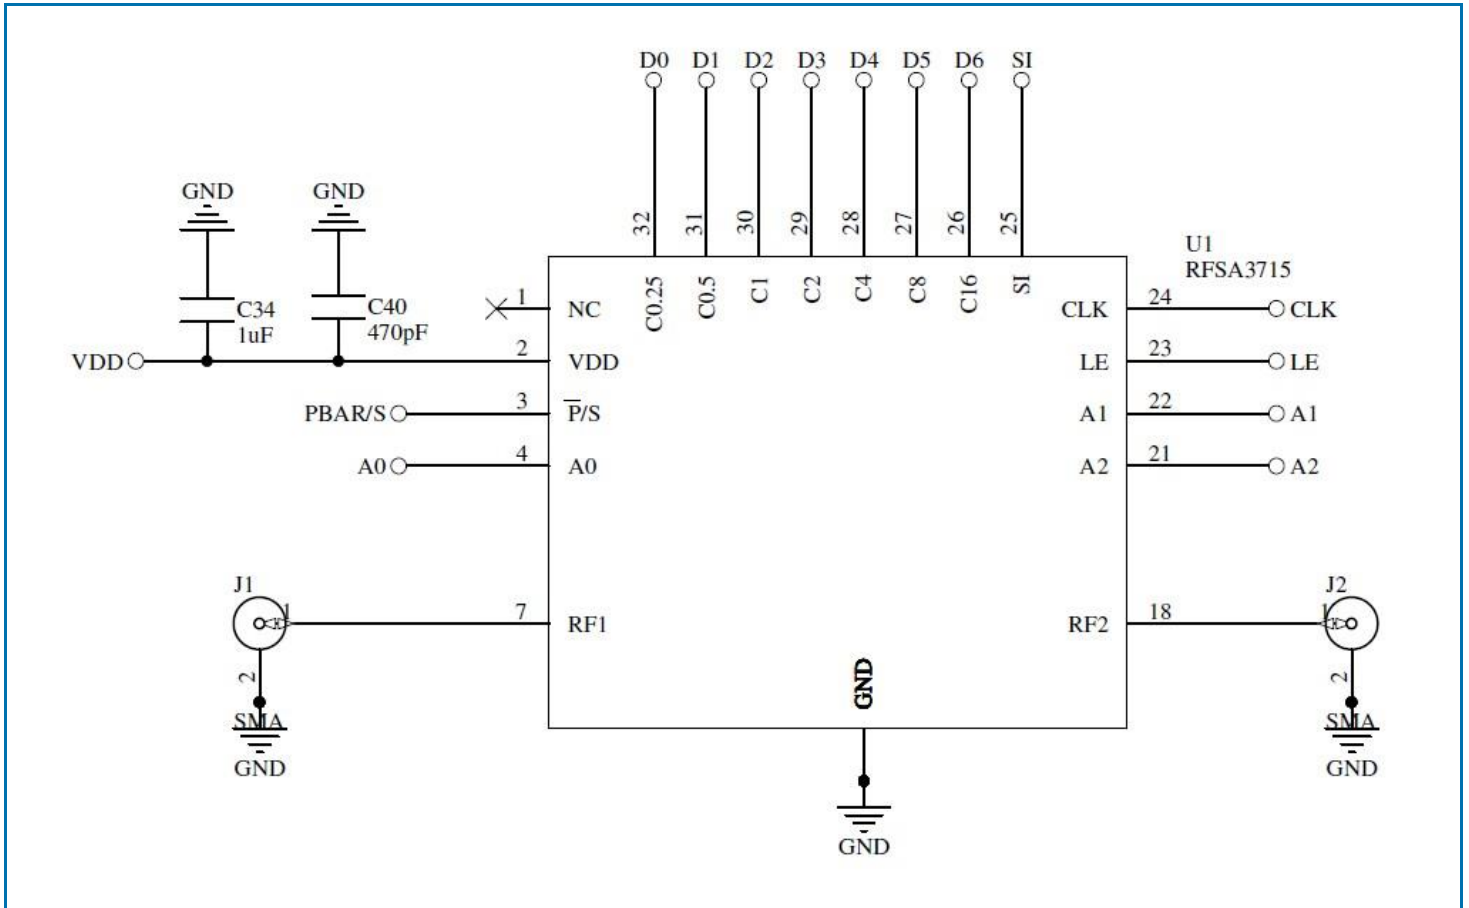 D0 D1 D2 D3 D4 D5 D6 SI
GND GND
32 31 30 29 28 27 26 25
U1
RFSA3715
C0.25 C0.5 C1 C2 C4 C8 C16 SI
C34
1uF
C40
470pF
1 NC
CLK 24 CLK
VDD 2 VDD
LE 23 LE
PBAR/S 3 P̅/S
A1 22 A1
A0 4 A0
A2 21 A2
J1
J2
1 7 RF1
RF2 18 1
2
2
GND
SMA
SMA
GND
GND
GND